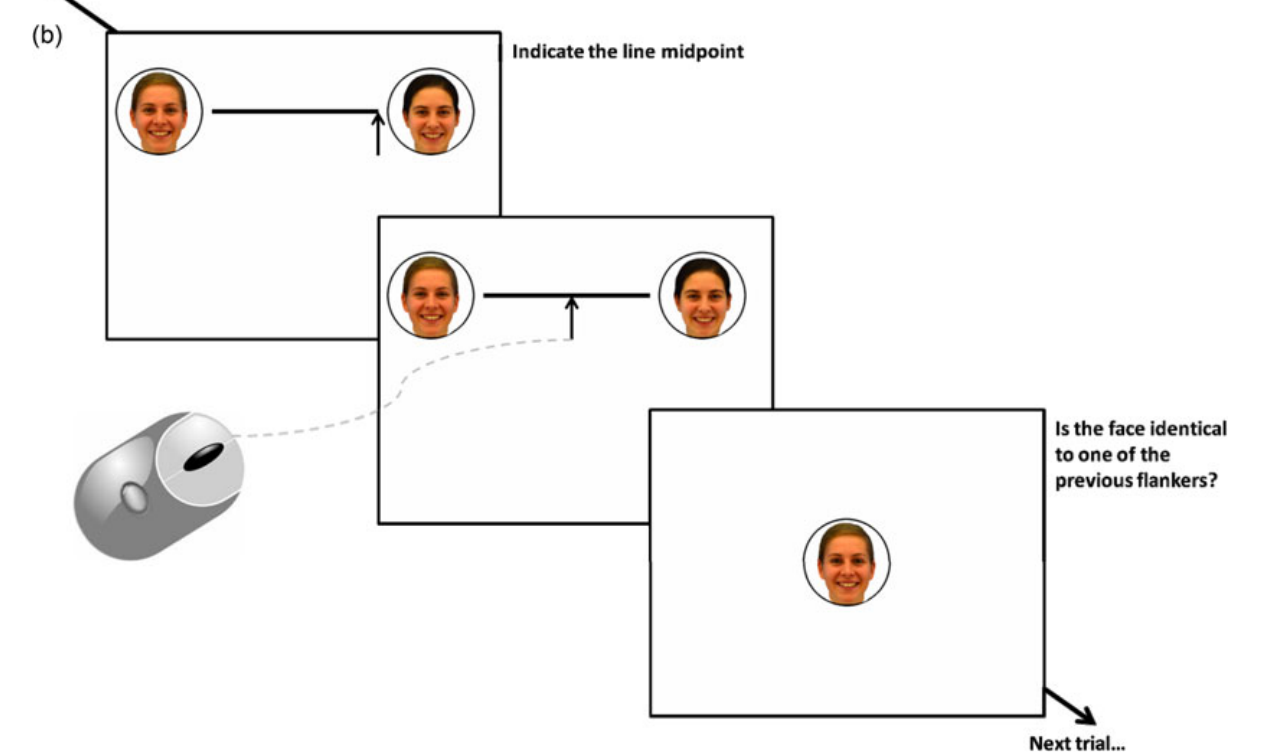 (b)
Indicate the line midpoint
Is the face identical
to one of the
previous flankers?
Next trial...